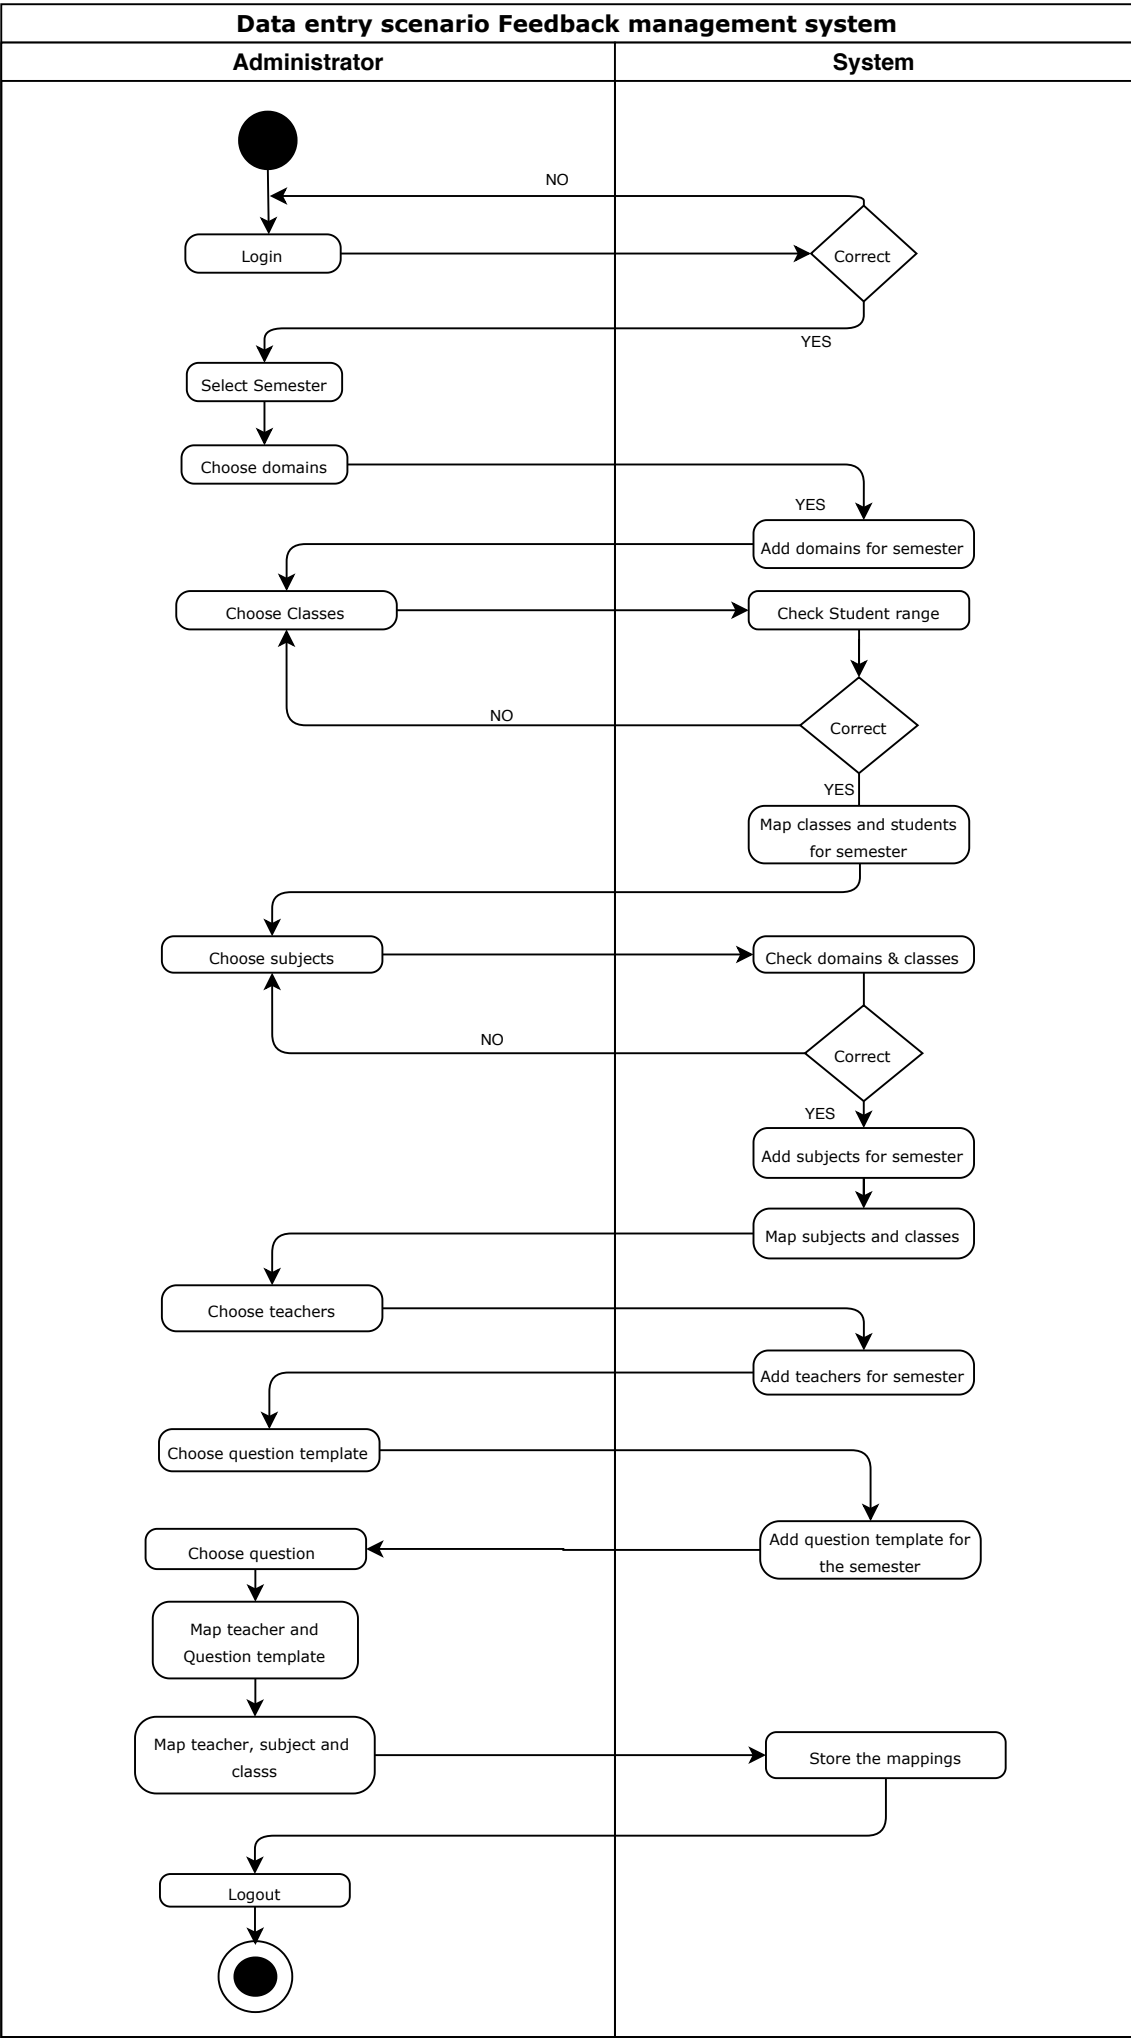 Data entry scenario Feedback management system
Administrator
System
NO
Login
Correct
YES
Select Semester
Choose domains
YES
Add domains for semester
Choose Classes
Check Student range
NO
Correct
YES
Map classes and students
for semester
Choose subjects
Check domains & classes
NO
Correct
YES
Add subjects for semester
Map subjects and classes
Choose teachers
Add teachers for semester
Choose question template
Add question template for
the semester
Choose question
Map teacher and
Question template
Map teacher, subject and
classs
Store the mappings
Logout